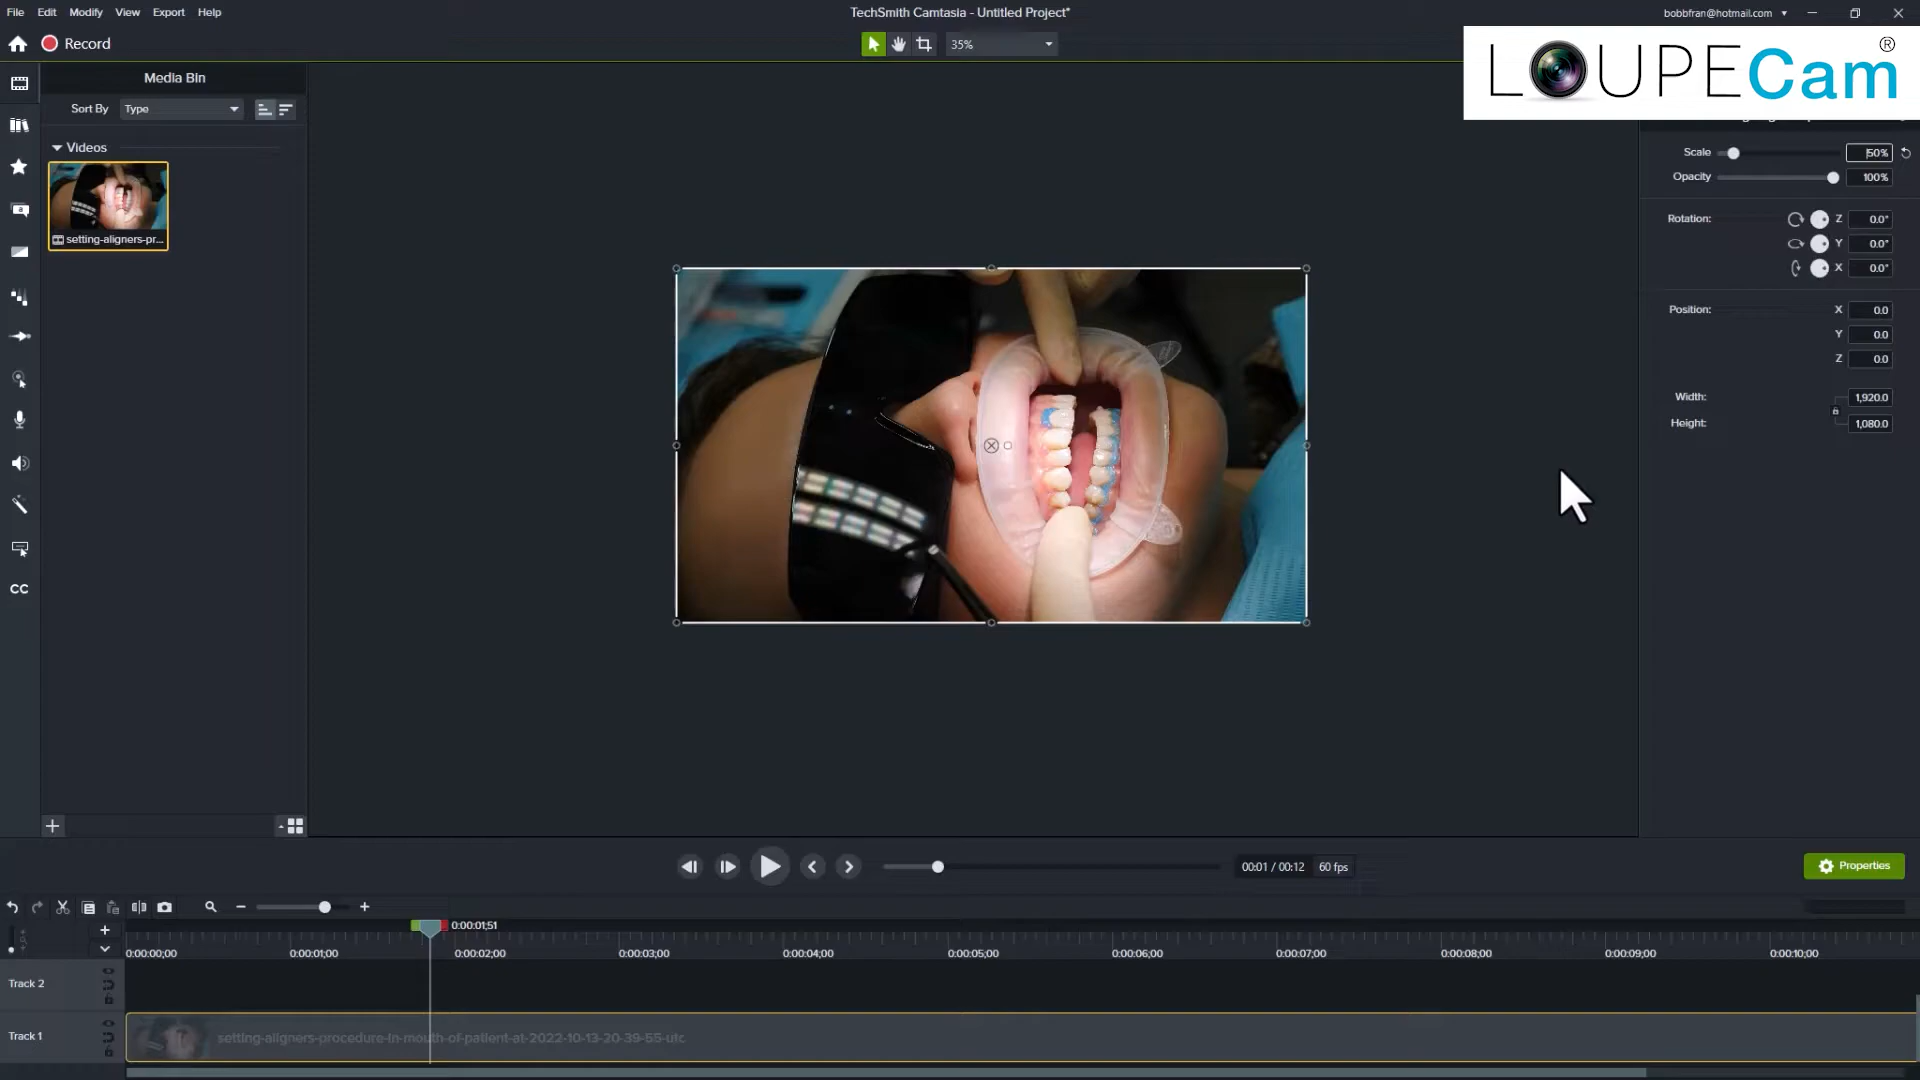 File Edit Modify View Export Help
TechSmith Camtasia - Untitled Project*
bobbfran@hotmail.com
Record
35%
LOUPECam®
Media Bin
Sort By Type
Videos
setting-aligners-pr...
Scale 50%
Opacity 100%
Rotation: Z 0.0°
Y 0.0°
X 0.0°
Position: X 0.0
Y 0.0
Z 0.0
Width: 1,920.0
Height: 1,080.0
a
CC
00:01 / 00:12 60 fps
Properties
0:00:01;51
0:00:00;00 0:00:01;00 0:00:02;00 0:00:03;00 0:00:04;00 0:00:05;00 0:00:06;00 0:00:07;00 0:00:08;00 0:00:09;00 0:00:10;00
Track 2
Track 1
setting-aligners-procedure-in-mouth-of-patient-at-2022-10-13-20-39-55-utc